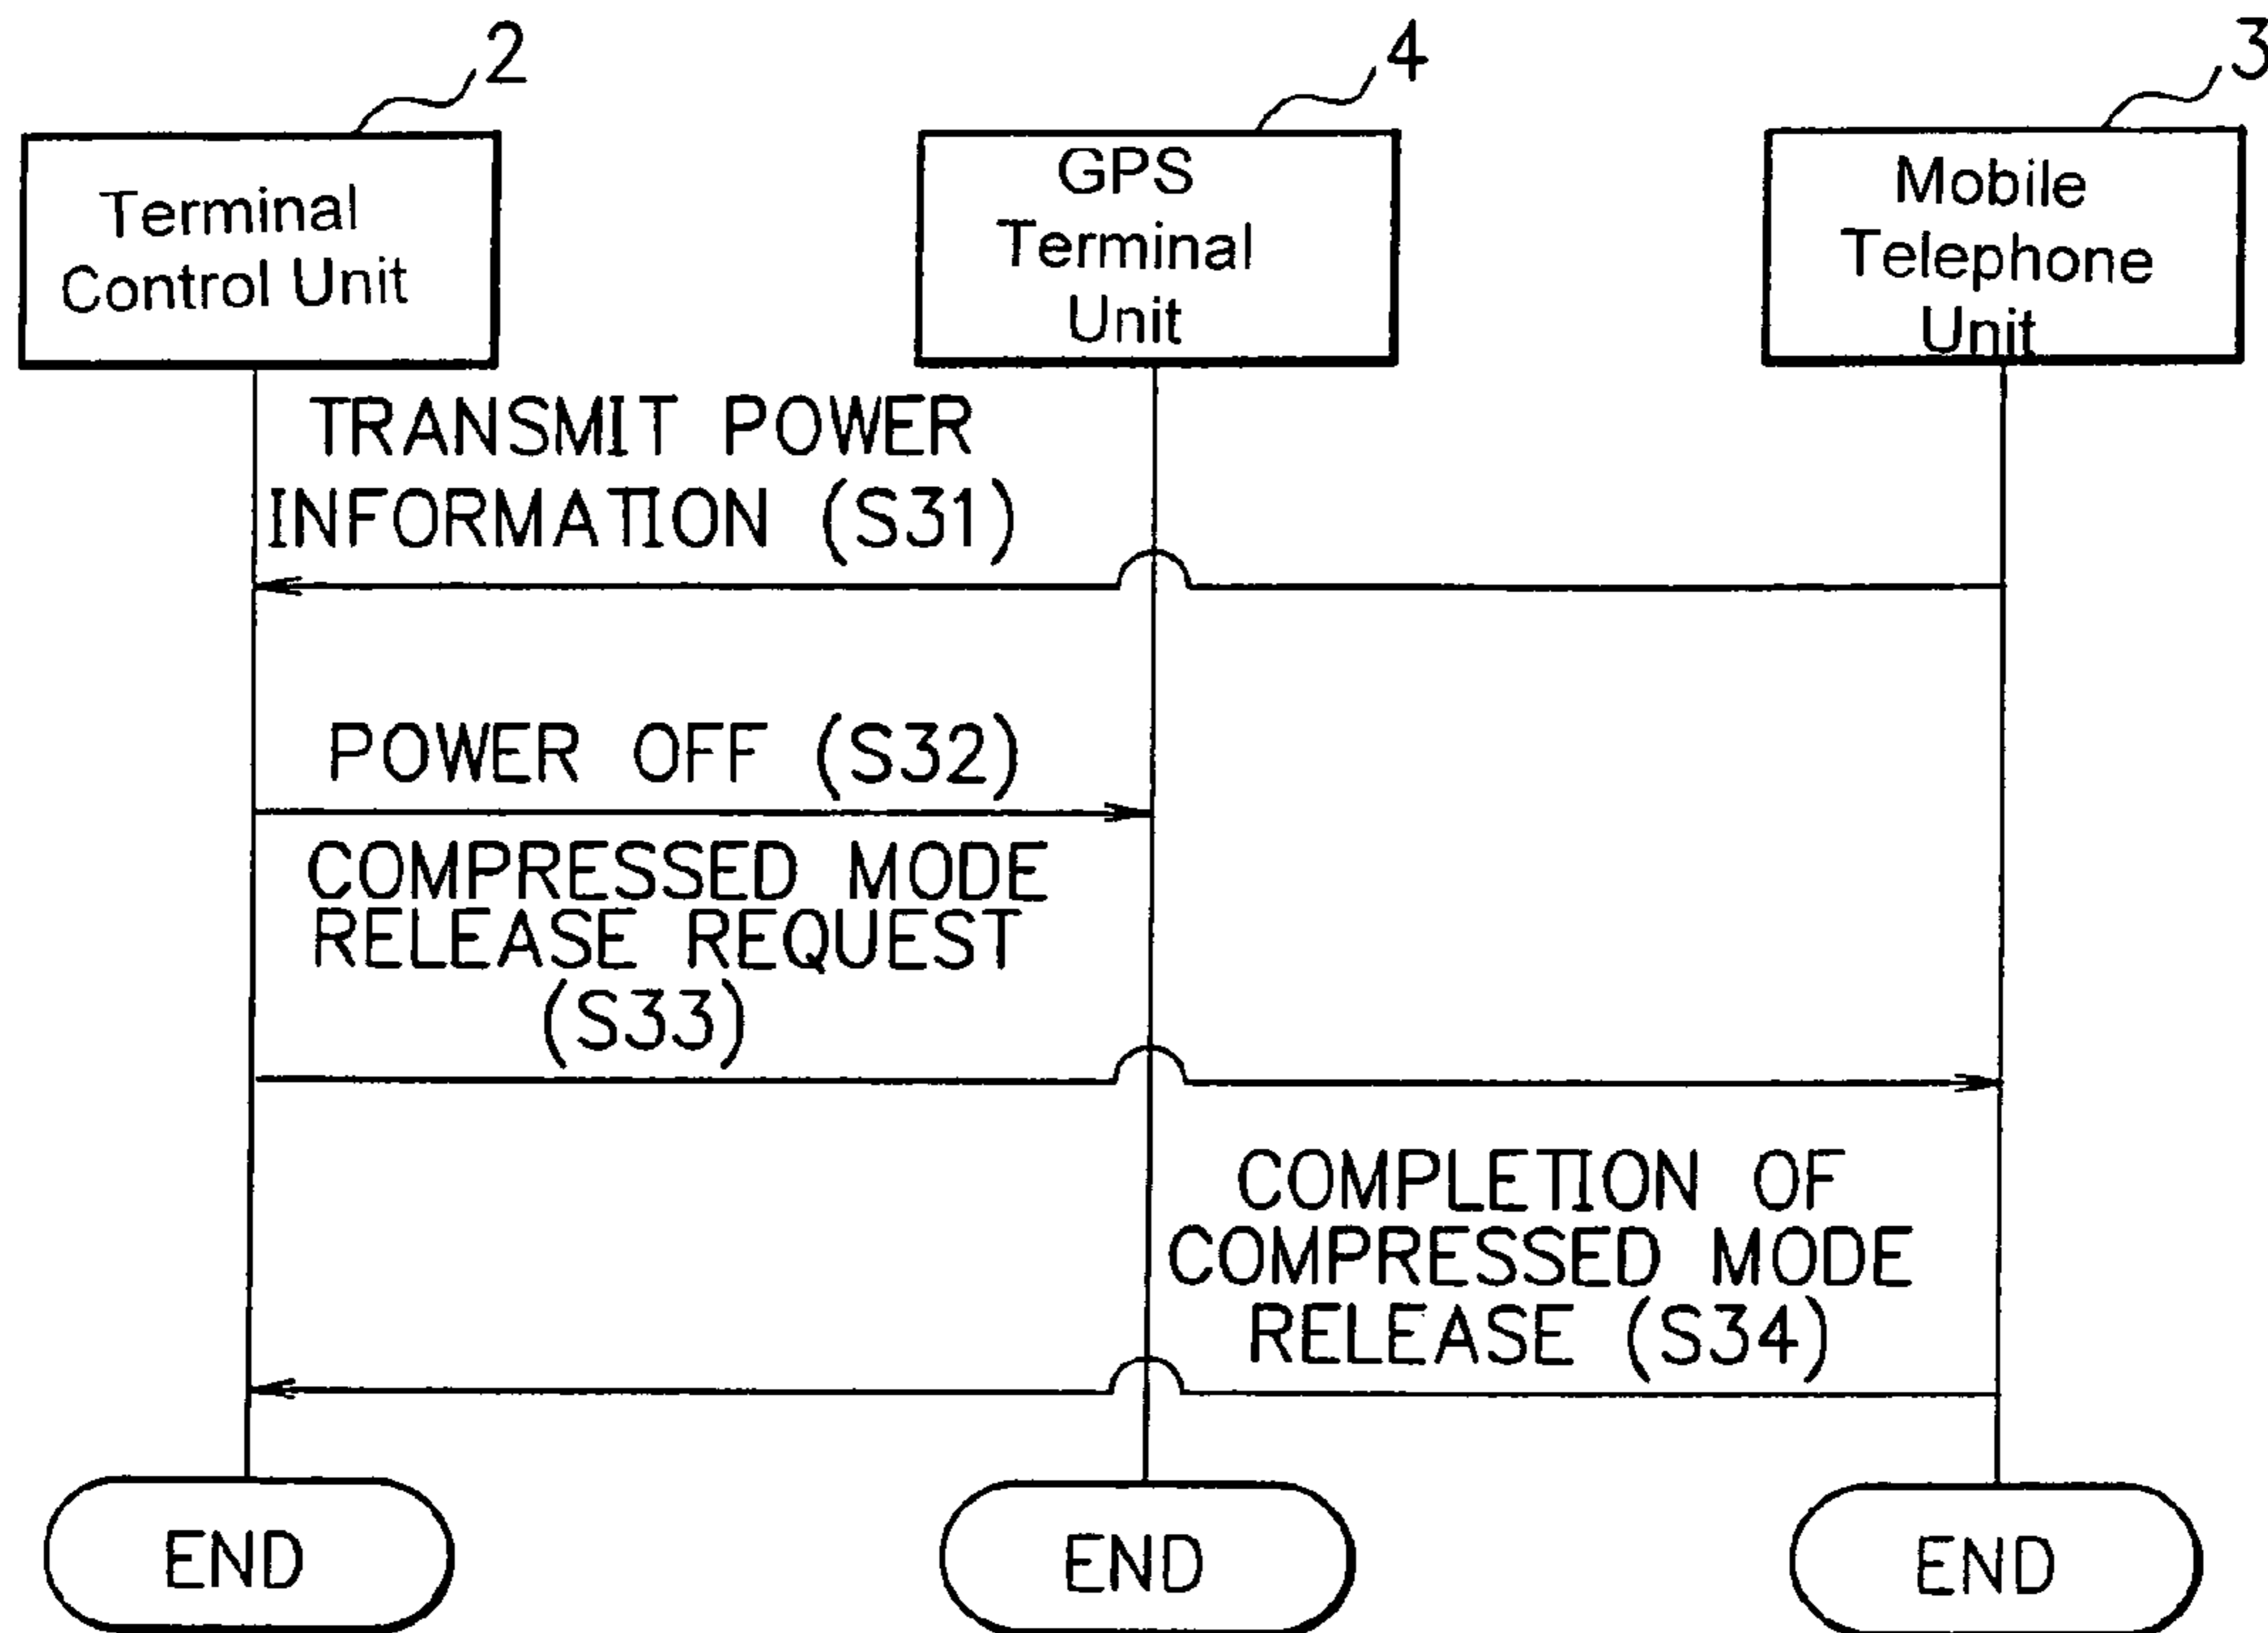 2
4
3
Terminal
Control Unit
GPS
Terminal
Unit
Mobile
Telephone
Unit
TRANSMIT POWER
INFORMATION (S31)
POWER OFF (S32)
COMPRESSED MODE
RELEASE REQUEST
(S33)
COMPLETION OF
COMPRESSED MODE
RELEASE (S34)
END
END
END